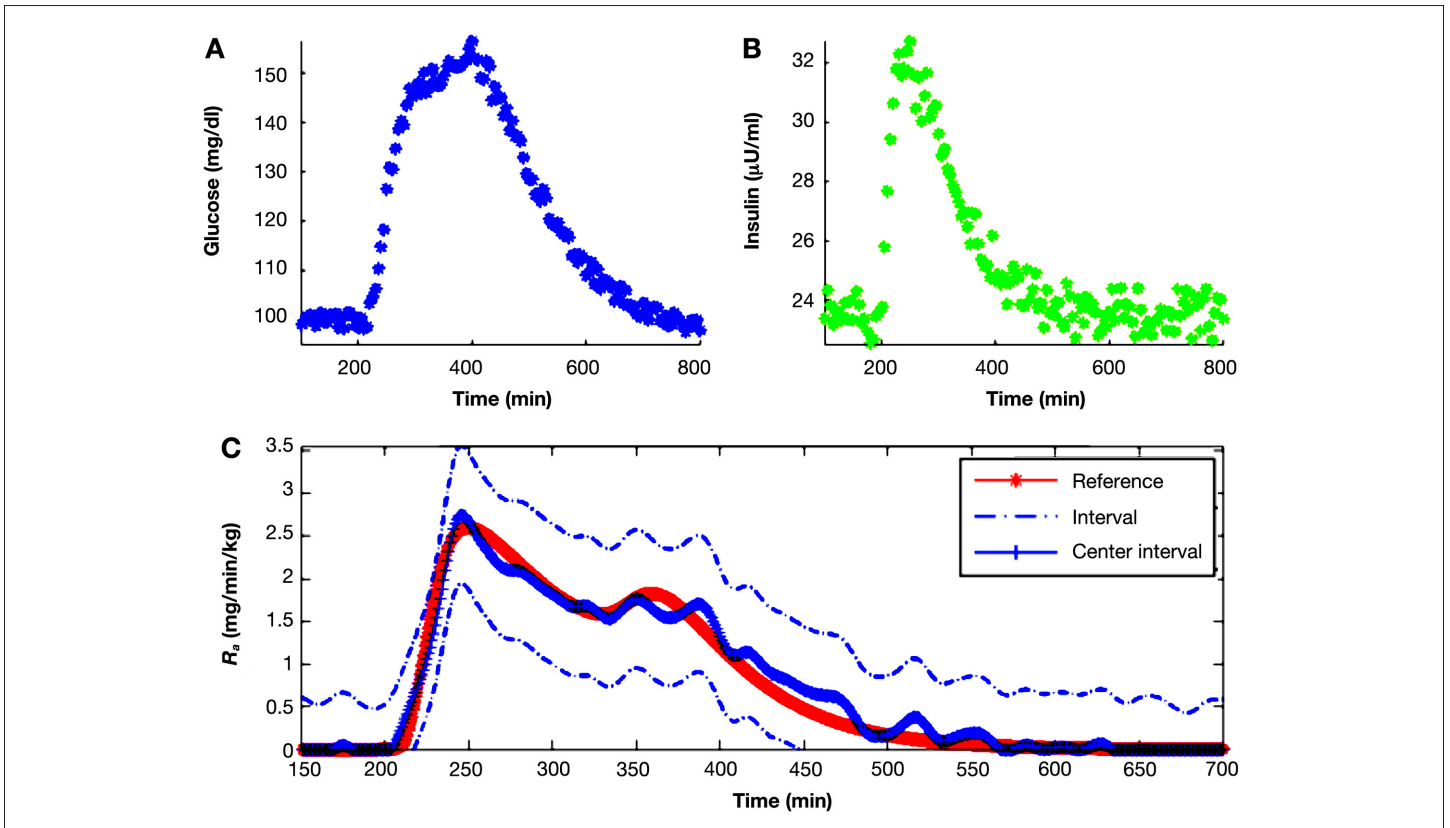 A
Glucose (mg/dl)
150
140
130
120
110
100
200 400 600 800
Time (min)
B
Insulin (μU/ml)
32
30
28
26
24
200 400 600 800
Time (min)
C
Ra (mg/min/kg)
3.5
3
2.5
2
1.5
1
0.5
0
150 200 250 300 350 400 450 500 550 600 650 700
Time (min)
Reference
Interval
Center interval